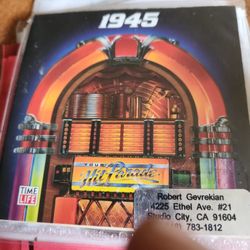 1945
YOUR
Hit Parade
TIME
LIFE
Robert Gevrekian
4225 Ethel Ave. #21
Studio City, CA 91604
783-1812